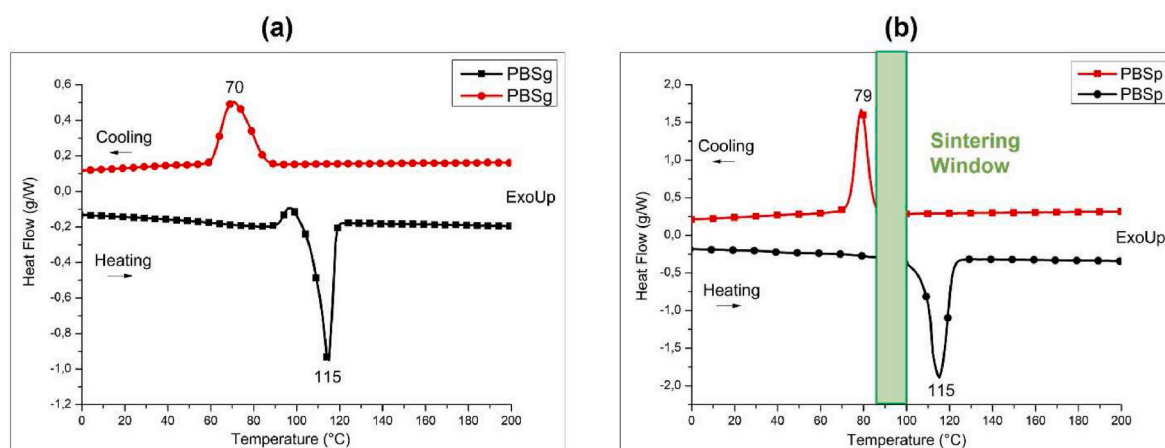 (a)
PBSg
PBSg
0,6
0,4
0,2
0,0
-0,2
-0,4
-0,6
-0,8
-1,0
-1,2
Heat Flow (g/W)
70
Cooling
ExoUp
Heating
115
0 20 40 60 80 100 120 140 160 180 200
Temperature (°C)
(b)
PBSp
PBSp
2,0
1,5
1,0
0,5
0,0
-0,5
-1,0
-1,5
-2,0
Heat Flow (g/W)
79
Cooling
Sintering
Window
ExoUp
Heating
115
0 20 40 60 80 100 120 140 160 180 200
Temperature (°C)